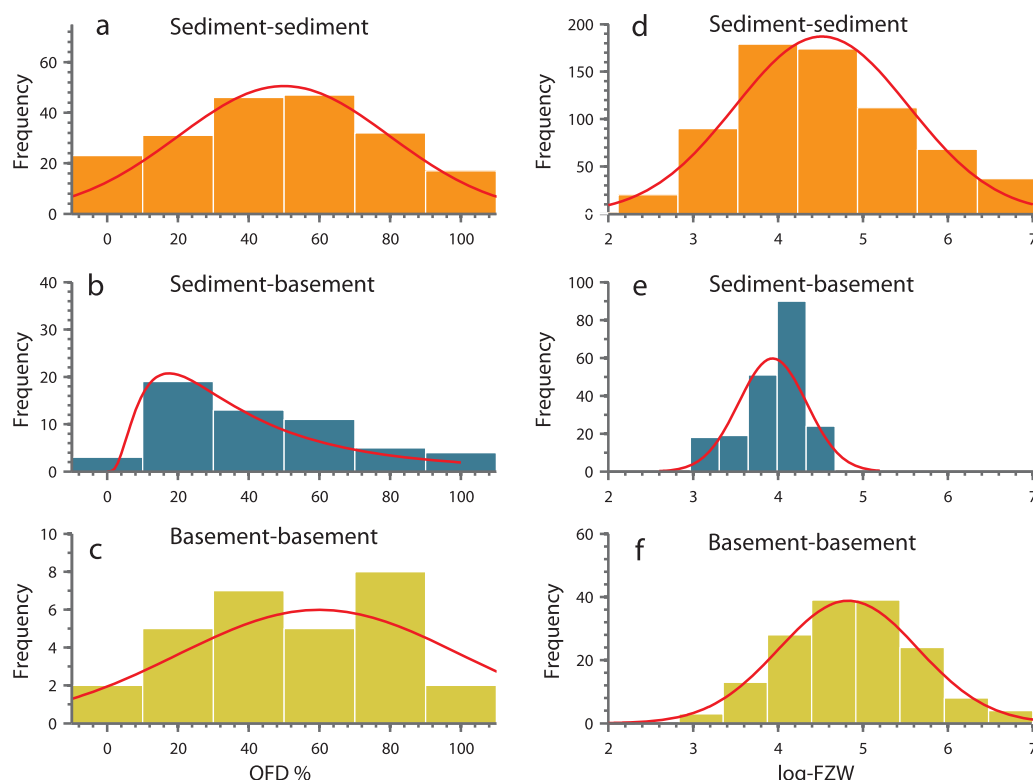 a
Sediment-sediment
Frequency
60
40
20
0
0 20 40 60 80 100
d
Sediment-sediment
Frequency
200
150
100
50
0
2 3 4 5 6 7
b
Sediment-basement
Frequency
40
30
20
10
0
0 20 40 60 80 100
e
Sediment-basement
Frequency
100
80
60
40
20
0
2 3 4 5 6 7
c
Basement-basement
Frequency
10
8
6
4
2
0
0 20 40 60 80 100
OFD %
f
Basement-basement
Frequency
60
40
20
0
2 3 4 5 6 7
log-FZW